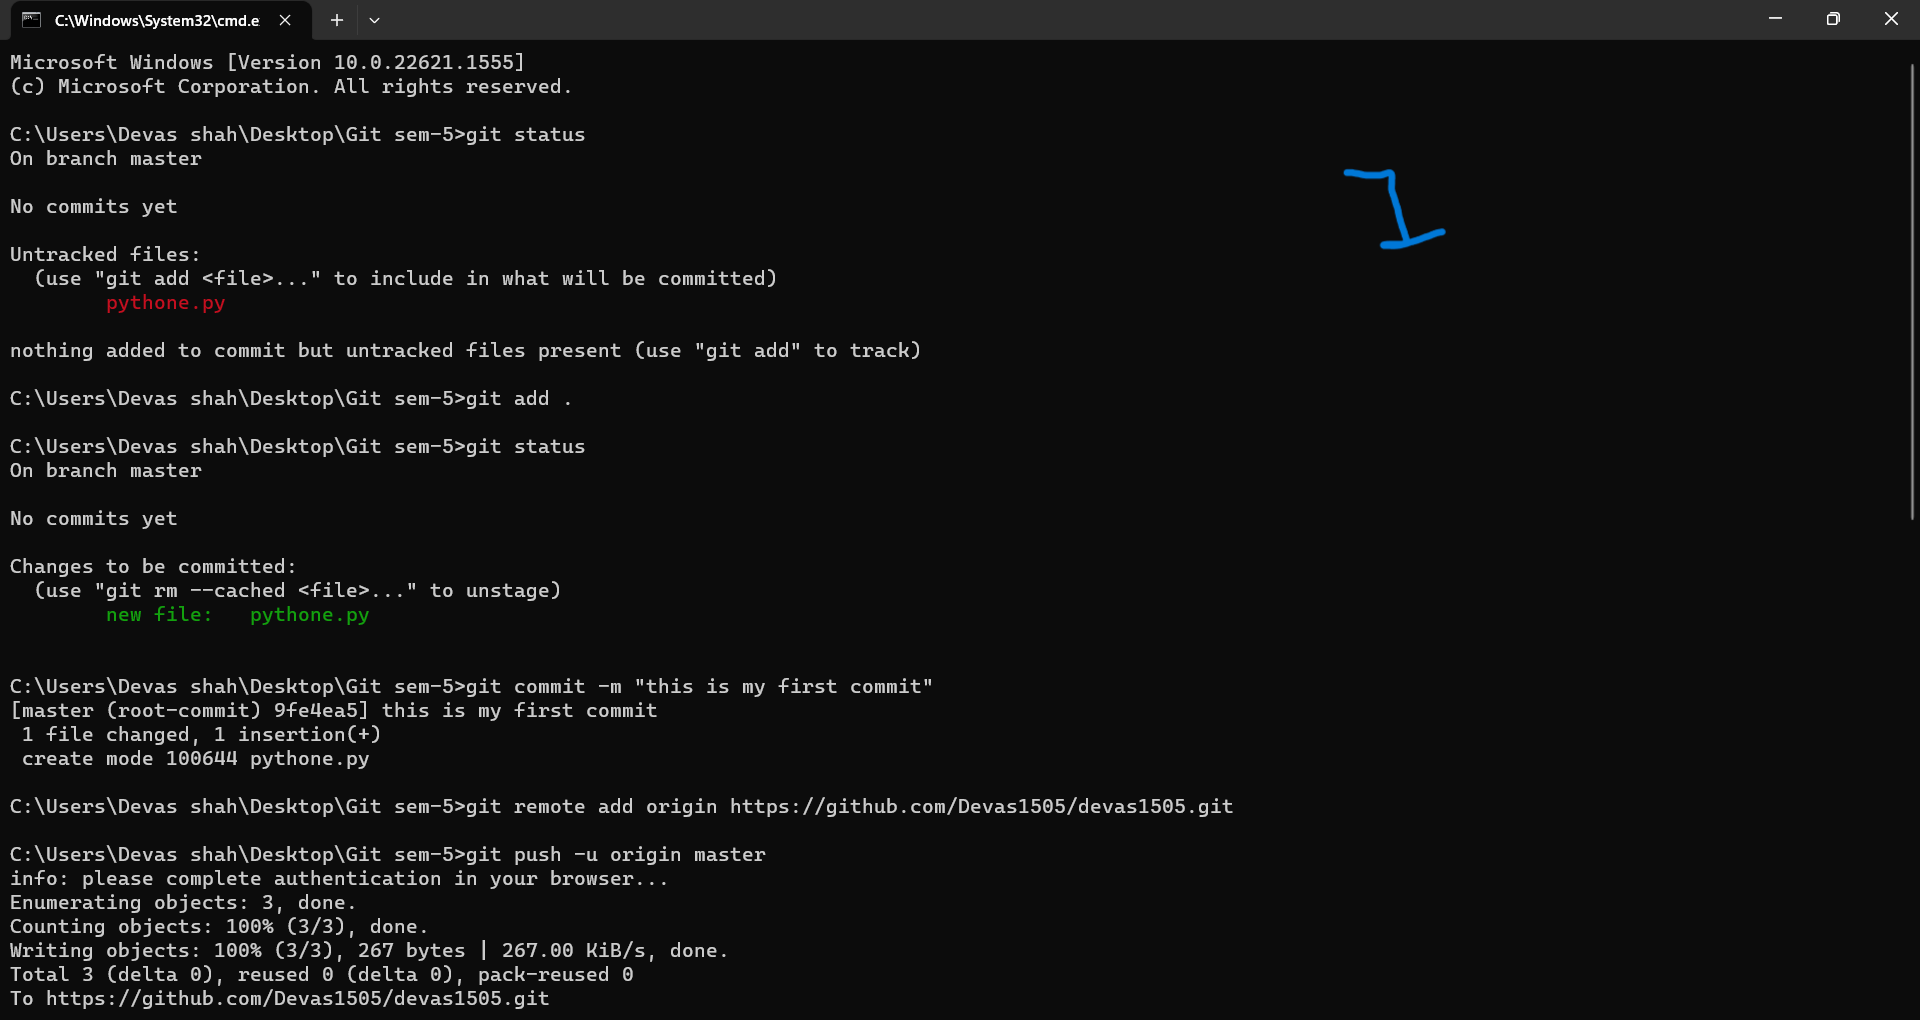 C:\Windows\System32\cmd.e
Microsoft Windows [Version 10.0.22621.1555]
(c) Microsoft Corporation. All rights reserved.
C:\Users\Devas shah\Desktop\Git sem-5>git status
On branch master
No commits yet
Untracked files:
  (use "git add <file>..." to include in what will be committed)
        pythone.py
nothing added to commit but untracked files present (use "git add" to track)
C:\Users\Devas shah\Desktop\Git sem-5>git add .
C:\Users\Devas shah\Desktop\Git sem-5>git status
On branch master
No commits yet
Changes to be committed:
  (use "git rm --cached <file>..." to unstage)
        new file:   pythone.py
C:\Users\Devas shah\Desktop\Git sem-5>git commit -m "this is my first commit"
[master (root-commit) 9fe4ea5] this is my first commit
 1 file changed, 1 insertion(+)
 create mode 100644 pythone.py
C:\Users\Devas shah\Desktop\Git sem-5>git remote add origin https://github.com/Devas1505/devas1505.git
C:\Users\Devas shah\Desktop\Git sem-5>git push -u origin master
info: please complete authentication in your browser...
Enumerating objects: 3, done.
Counting objects: 100% (3/3), done.
Writing objects: 100% (3/3), 267 bytes | 267.00 KiB/s, done.
Total 3 (delta 0), reused 0 (delta 0), pack-reused 0
To https://github.com/Devas1505/devas1505.git